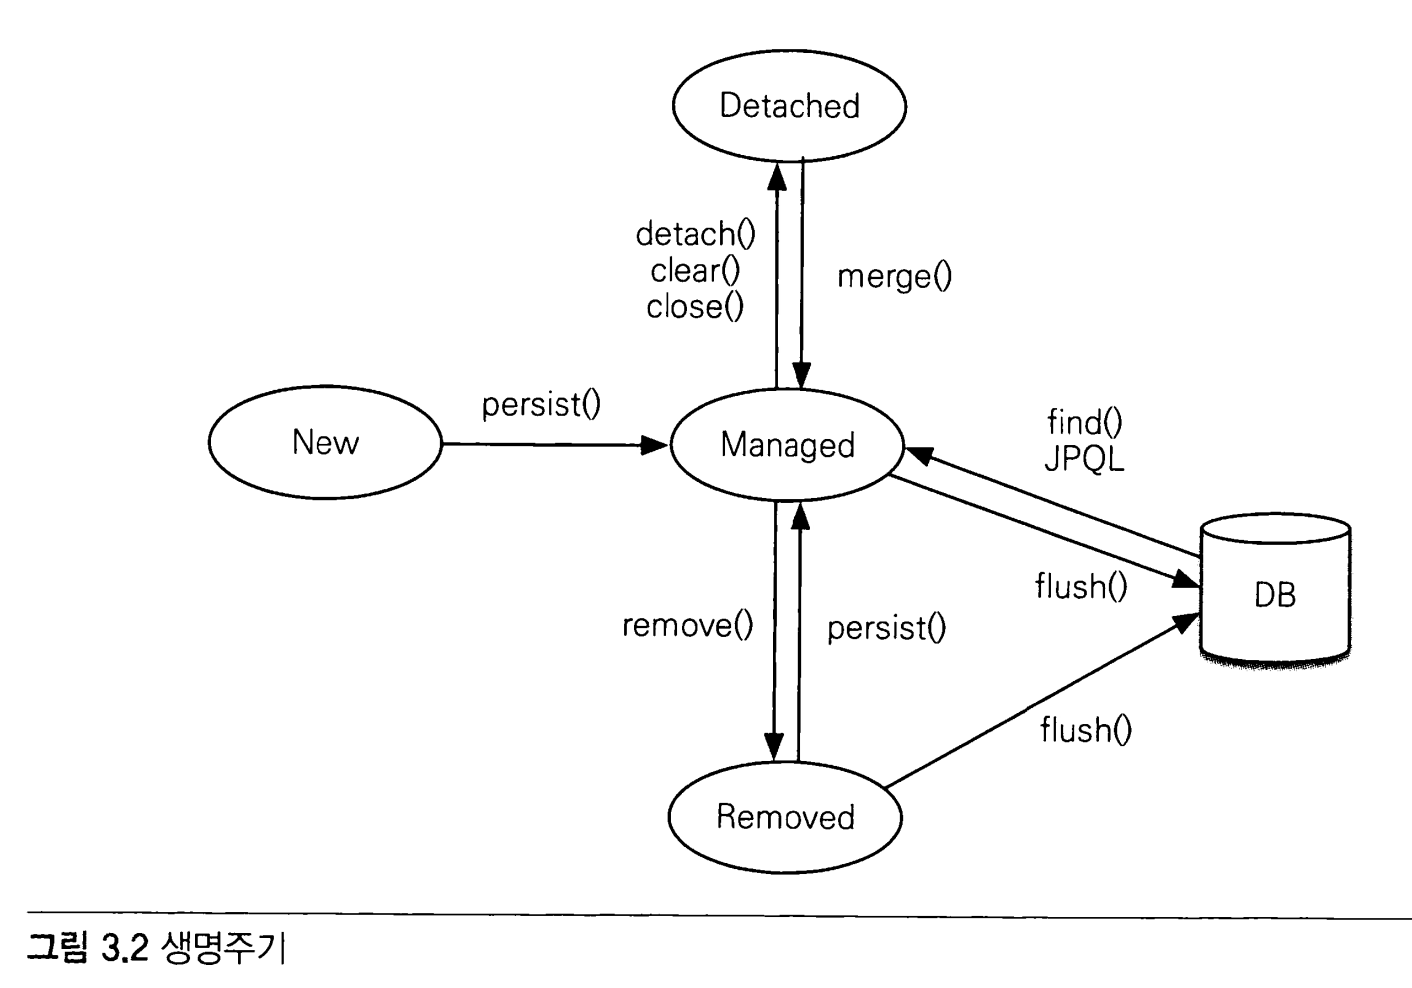 Detached
detach()
clear()
close()
merge()
New
persist()
Managed
find()
JPQL
flush()
DB
remove()
persist()
flush()
Removed
그림 3.2 생명주기